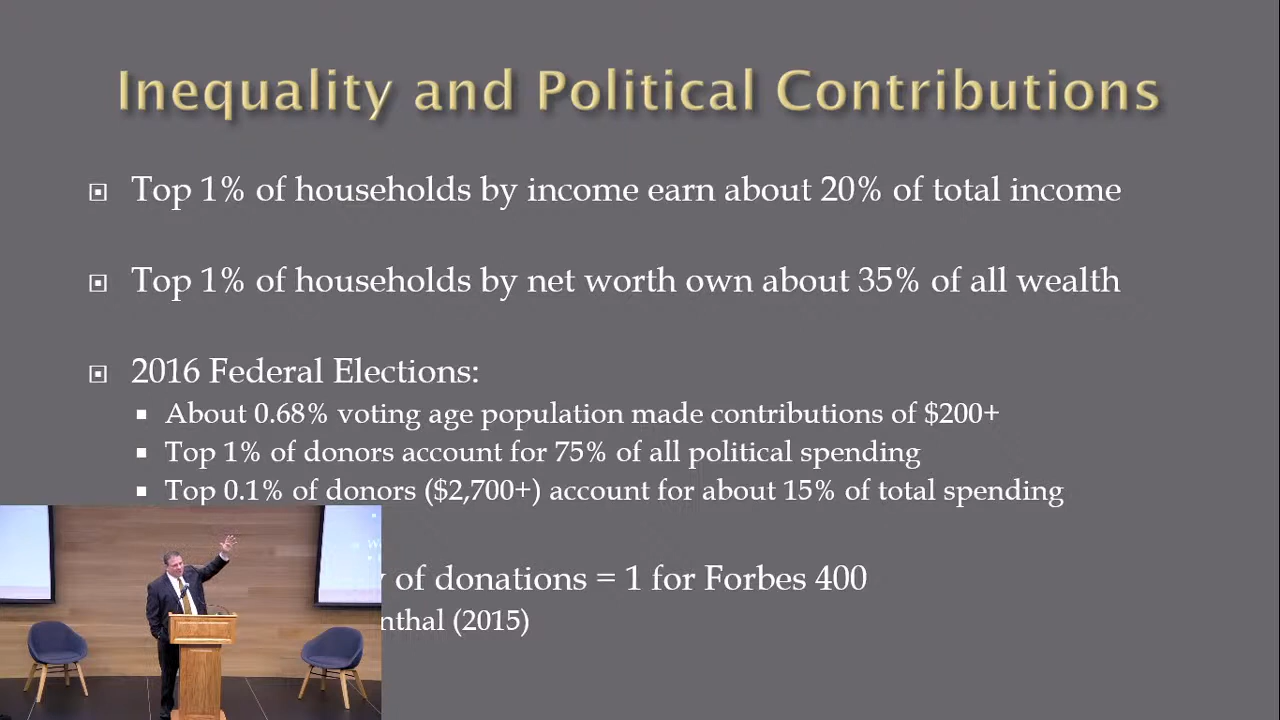 Inequality and Political Contributions
Top 1% of households by income earn about 20% of total income
Top 1% of households by net worth own about 35% of all wealth
2016 Federal Elections:
About 0.68% voting age population made contributions of $200+
Top 1% of donors account for 75% of all political spending
Top 0.1% of donors ($2,700+) account for about 15% of total spending
of donations = 1 for Forbes 400
(2015)